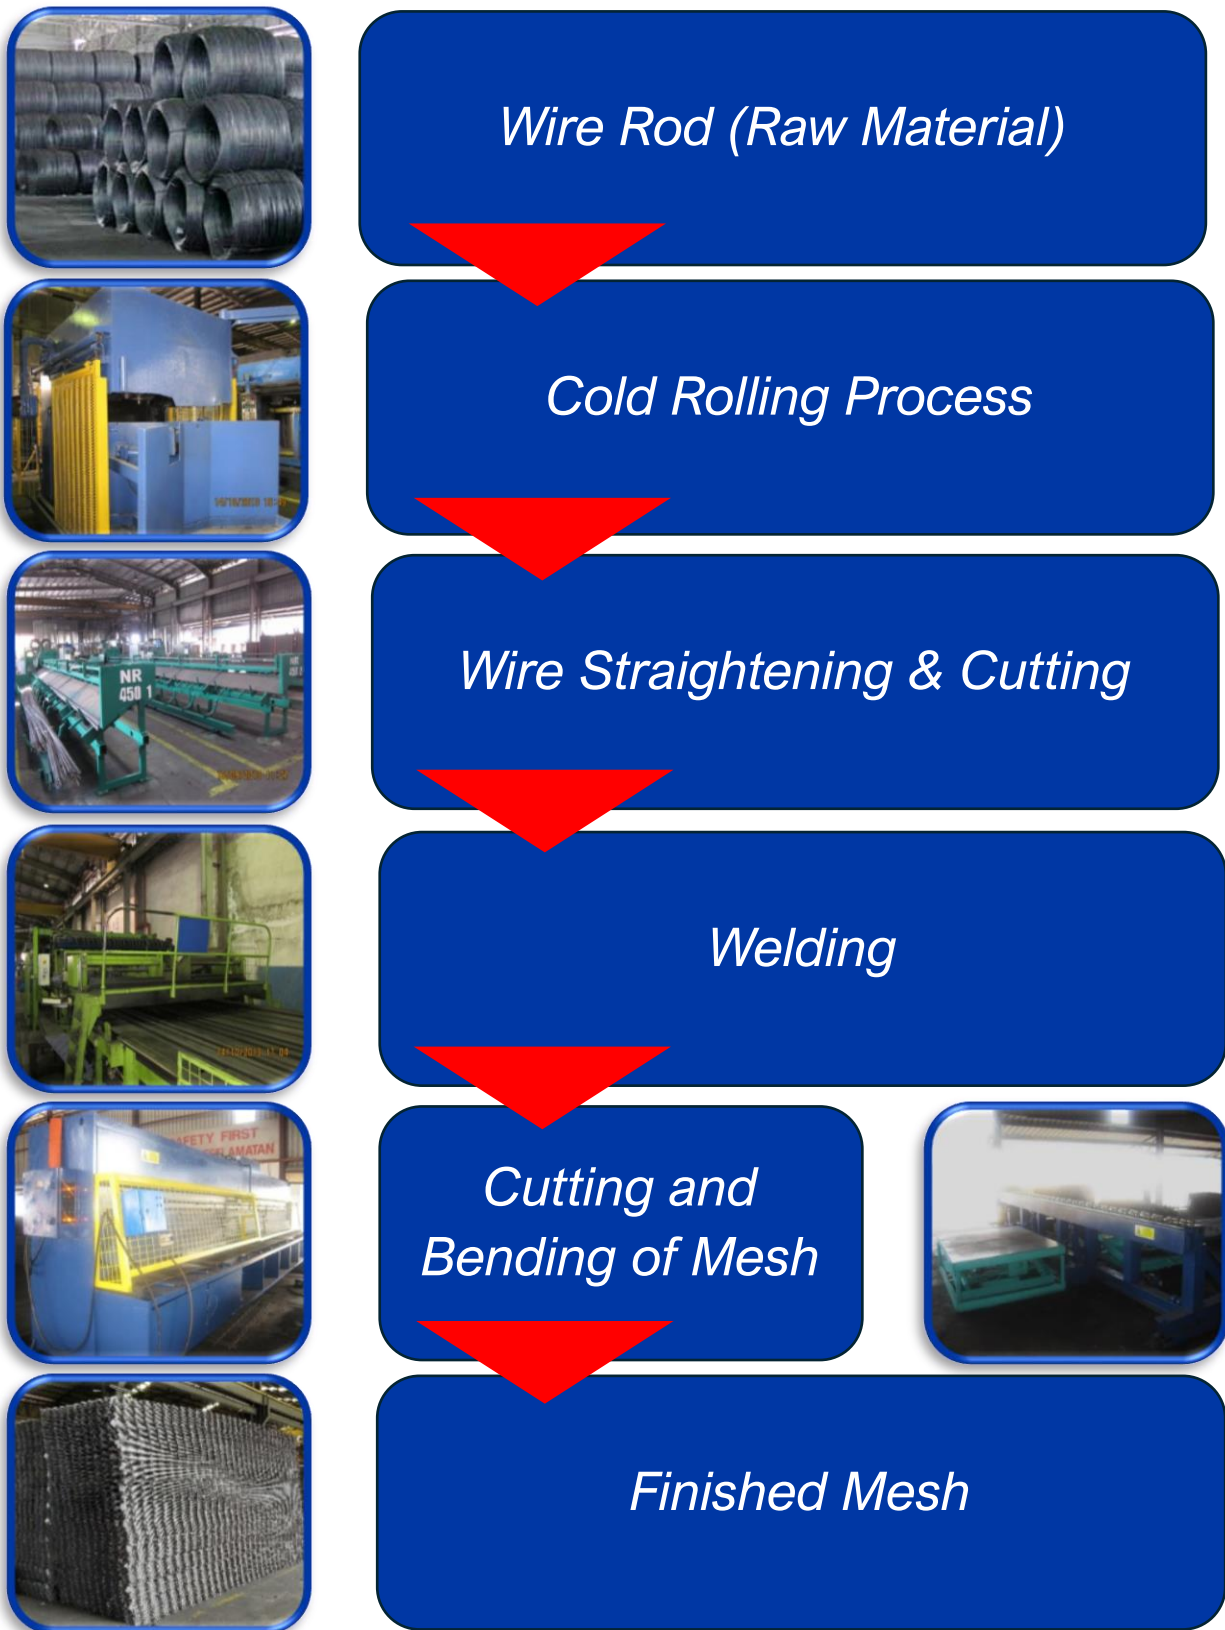 Wire Rod (Raw Material)
Cold Rolling Process
NR
450 1
Wire Straightening & Cutting
Welding
SAFETY FIRST
Cutting and
Bending of Mesh
Finished Mesh